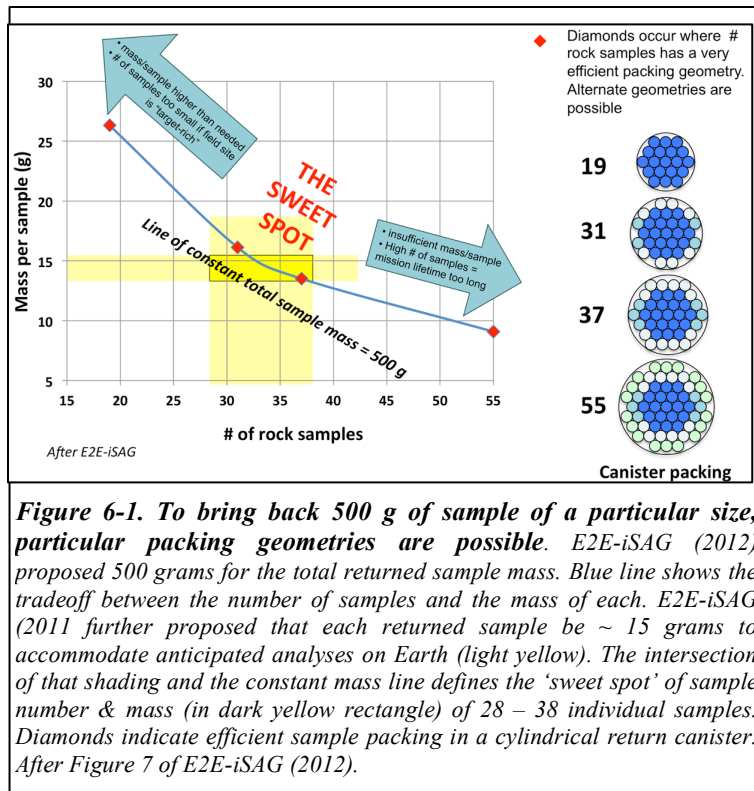 • mass/sample higher than needed
• # of samples too small if field site
is "target-rich"
THE
SWEET
SPOT
• insufficient mass/sample
• High # of samples =
mission lifetime too long
Line of constant total sample mass = 500 g
Mass per sample (g)
30
25
20
15
10
5
15 20 25 30 35 40 45 50 55
# of rock samples
After E2E-iSAG
Diamonds occur where #
rock samples has a very
efficient packing geometry.
Alternate geometries are
possible
19
31
37
55
Canister packing
Figure 6-1. To bring back 500 g of sample of a particular size,
particular packing geometries are possible. E2E-iSAG (2012)
proposed 500 grams for the total returned sample mass. Blue line shows the
tradeoff between the number of samples and the mass of each. E2E-iSAG
(2011 further proposed that each returned sample be ~ 15 grams to
accommodate anticipated analyses on Earth (light yellow). The intersection
of that shading and the constant mass line defines the 'sweet spot' of sample
number & mass (in dark yellow rectangle) of 28 – 38 individual samples.
Diamonds indicate efficient sample packing in a cylindrical return canister.
After Figure 7 of E2E-iSAG (2012).